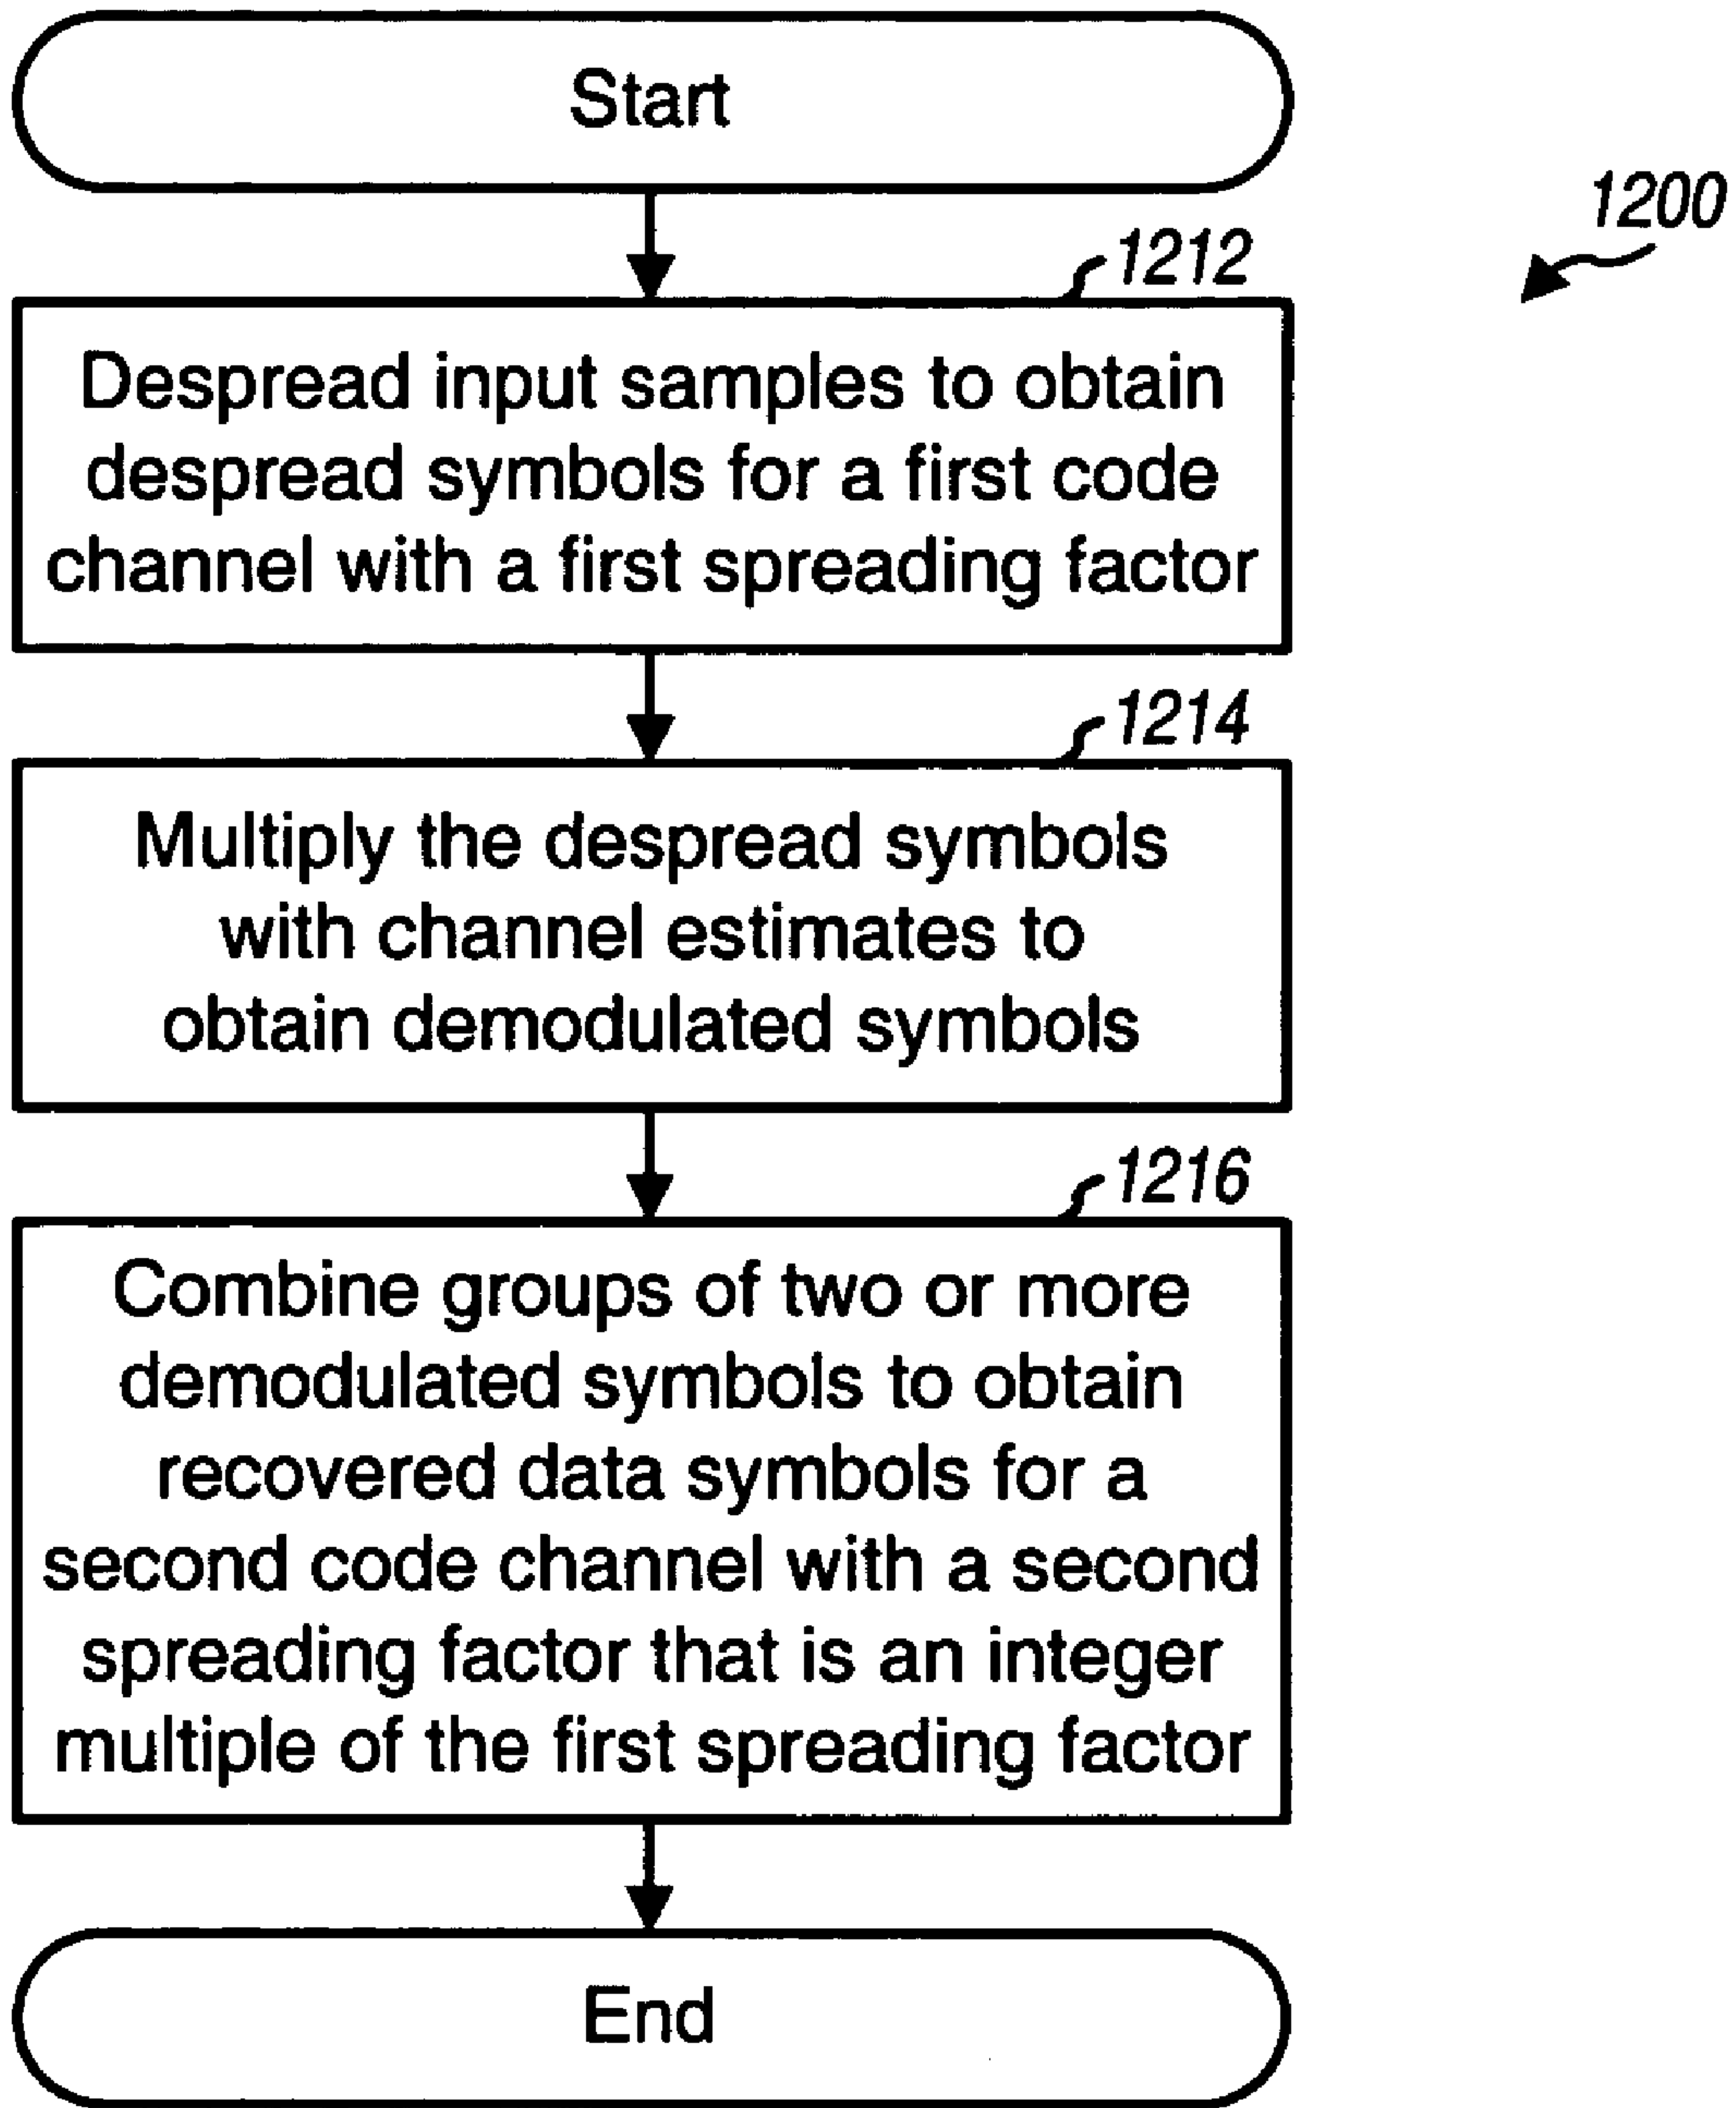 Start
1200
1212
Despread input samples to obtain
despread symbols for a first code
channel with a first spreading factor
1214
Multiply the despread symbols
with channel estimates to
obtain demodulated symbols
1216
Combine groups of two or more
demodulated symbols to obtain
recovered data symbols for a
second code channel with a second
spreading factor that is an integer
multiple of the first spreading factor
End